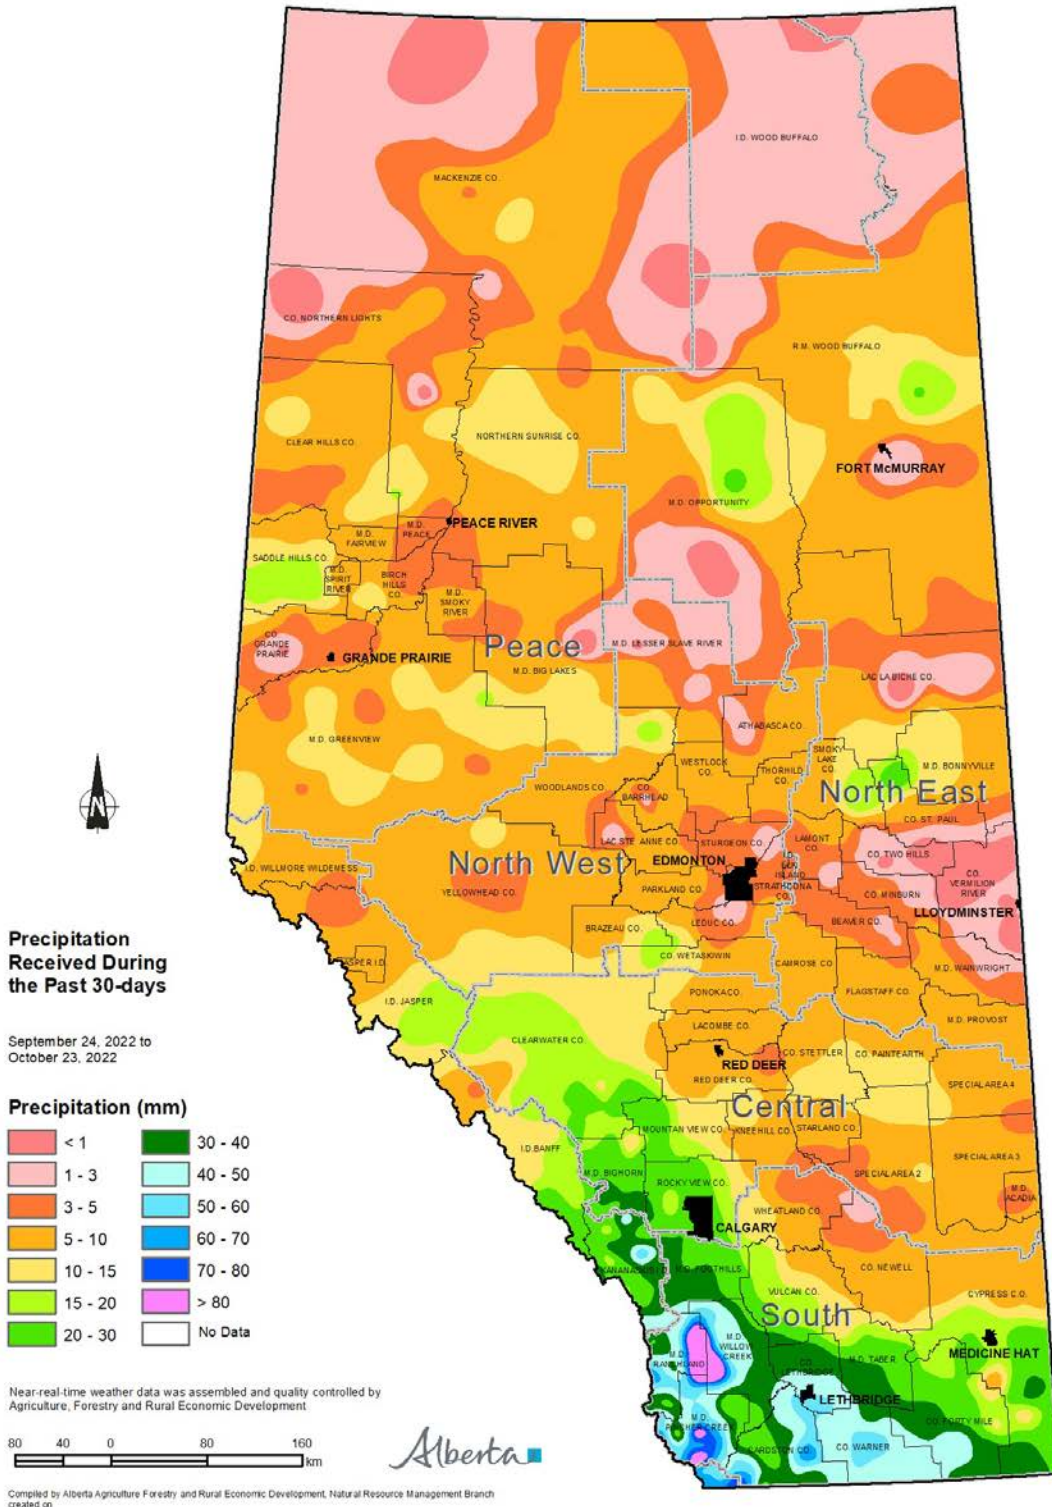 I.D. WOOD BUFFALO
MACKENZIE CO.
CO. NORTHERN LIGHTS
R.M. WOOD BUFFALO
CLEAR HILLS CO.
NORTHERN SUNRISE CO.
FORT McMURRAY
M.D. OPPORTUNITY
PEACE RIVER
M.D.
PEACE
M.D.
FAIRVIEW
SADDLE HILLS CO.
M.D.
SPIRIT
RIVER
BIRCH
HILLS
CO.
M.D.
SMOKY
RIVER
CO.
GRANDE
PRAIRIE
GRANDE PRAIRIE
Peace
M.D. LESSER SLAVE RIVER
M.D. BIG LAKES
LAC LA BICHE CO.
ATHABASCA CO.
M.D. GREENVIEW
WOODLANDS CO.
WESTLOCK
CO.
THORHILD
CO.
SMOKY
LAKE
CO.
M.D. BONNYVILLE
North East
CO.
BARRHEAD
CO. ST. PAUL
N
LAC STE ANNE CO.
STURGEON CO.
LAMONT
CO.
CO. TWO HILLS
I.D. WILLMORE WILDENESS
North West
EDMONTON
I.D.
ELK
ISLAND
STRATHCONA
CO.
YELLOWHEAD CO.
PARKLAND CO.
CO. MINBURN
CO.
VERMILION
RIVER
LLOYDMINSTER
LEDUC CO.
BEAVER CO.
BRAZEAU CO.
CO. WETASKIWIN
CAMROSE CO.
M.D. WAINWRIGHT
JASPER I.D.
I.D. JASPER
PONOKA CO.
FLAGSTAFF CO.
M.D. PROVOST
CLEARWATER CO.
LACOMBE CO.
RED DEER
CO. STETTLER
CO. PAINTEARTH
RED DEER CO.
SPECIAL AREA 4
Central
I.D. BANFF
MOUNTAIN VIEW CO.
KNEEHILL CO.
STARLAND CO.
SPECIAL AREA 3
M.D. BIGHORN
ROCKY VIEW CO.
SPECIAL AREA 2
M.D.
ACADIA
WHEATLAND CO.
CALGARY
KANANASKIS I.D.
M.D. FOOTHILLS
CO. NEWELL
VULCAN CO.
CYPRESS C.O.
South
M.D.
WILLOW
CREEK
M.D.
RANCHLAND
MEDICINE HAT
M.D. TABER
CO.
LETHBRIDGE
LETHBRIDGE
M.D.
PINCHER CREEK
CO. FORTY MILE
CARDSTON CO.
CO. WARNER
Precipitation
Received During
the Past 30-days
September 24, 2022 to
October 23, 2022
Precipitation (mm)
< 1
1 - 3
3 - 5
5 - 10
10 - 15
15 - 20
20 - 30
30 - 40
40 - 50
50 - 60
60 - 70
70 - 80
> 80
No Data
Near-real-time weather data was assembled and quality controlled by
Agriculture, Forestry and Rural Economic Development
80 40 0 80 160
km
Alberta
Compiled by Alberta Agriculture Forestry and Rural Economic Development, Natural Resource Management Branch
created on